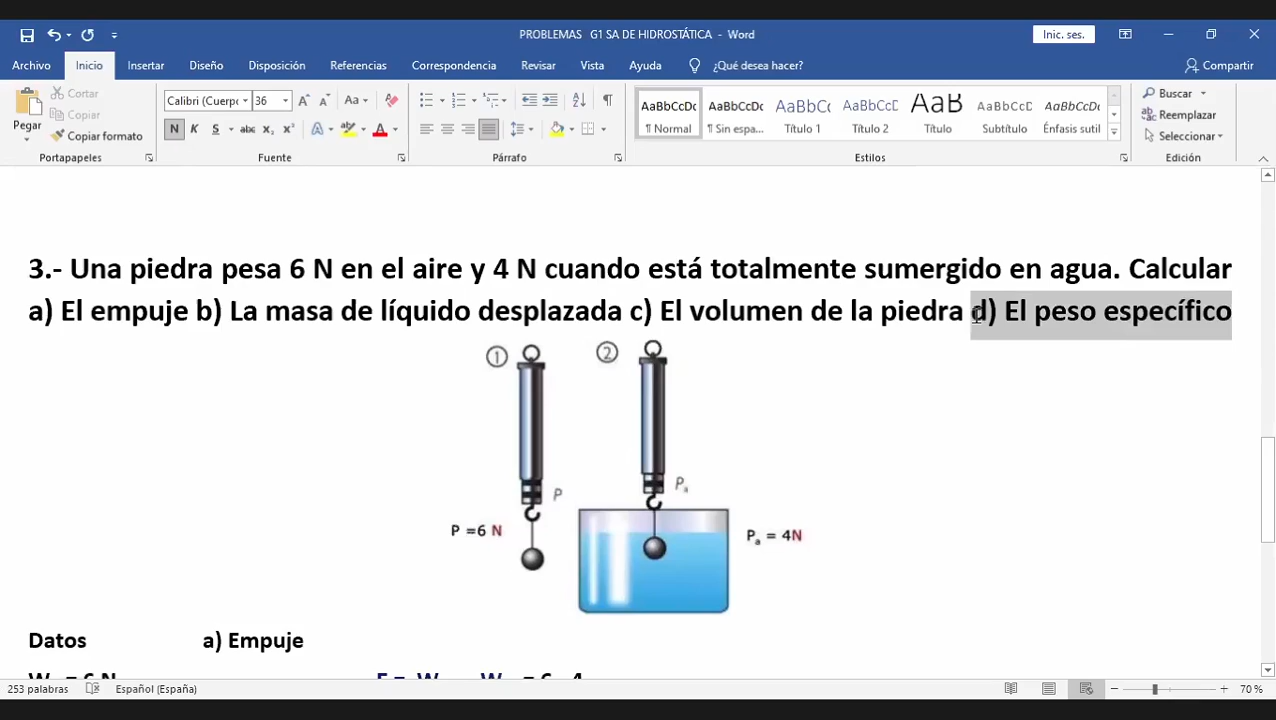 PROBLEMAS G1 SA DE HIDROSTÁTICA - Word
Inic. ses.
Archivo Inicio Insertar Diseño Disposición Referencias Correspondencia Revisar Vista Ayuda ¿Qué desea hacer? Compartir
Pegar
Cortar
Copiar
Copiar formato
Portapapeles
Calibri (Cuerpo 36
Fuente
Párrafo
AaBbCcDc AaBbCcDc AaBbCc AaBbCcD AaB AaBbCcD AaBbCcDc
¶ Normal ¶ Sin espa... Título 1 Título 2 Título Subtítulo Énfasis sutil
Estilos
Buscar
Reemplazar
Seleccionar
Edición
3.- Una piedra pesa 6 N en el aire y 4 N cuando está totalmente sumergido en agua. Calcular
a) El empuje b) La masa de líquido desplazada c) El volumen de la piedra d) El peso específico
1 2
P
Pa
P =6 N
Pa = 4N
Datos a) Empuje
253 palabras Español (España) 70 %